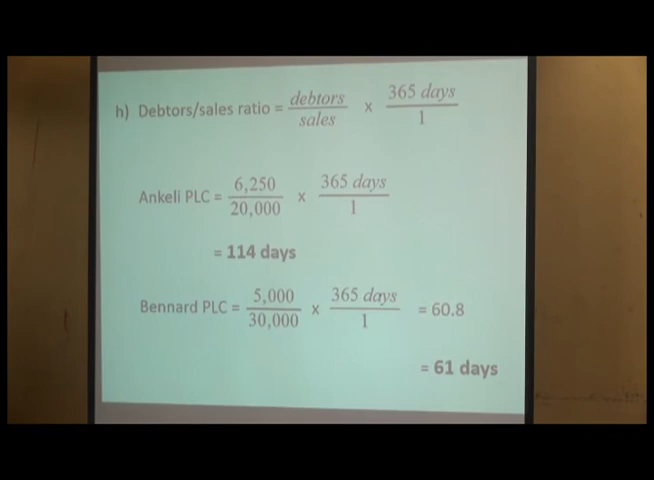 h) Debtors/sales ratio = debtors/sales x 365 days/1
Ankeli PLC = 6,250/20,000 x 365 days/1
= 114 days
Bennard PLC = 5,000/30,000 x 365 days/1 = 60.8
= 61 days